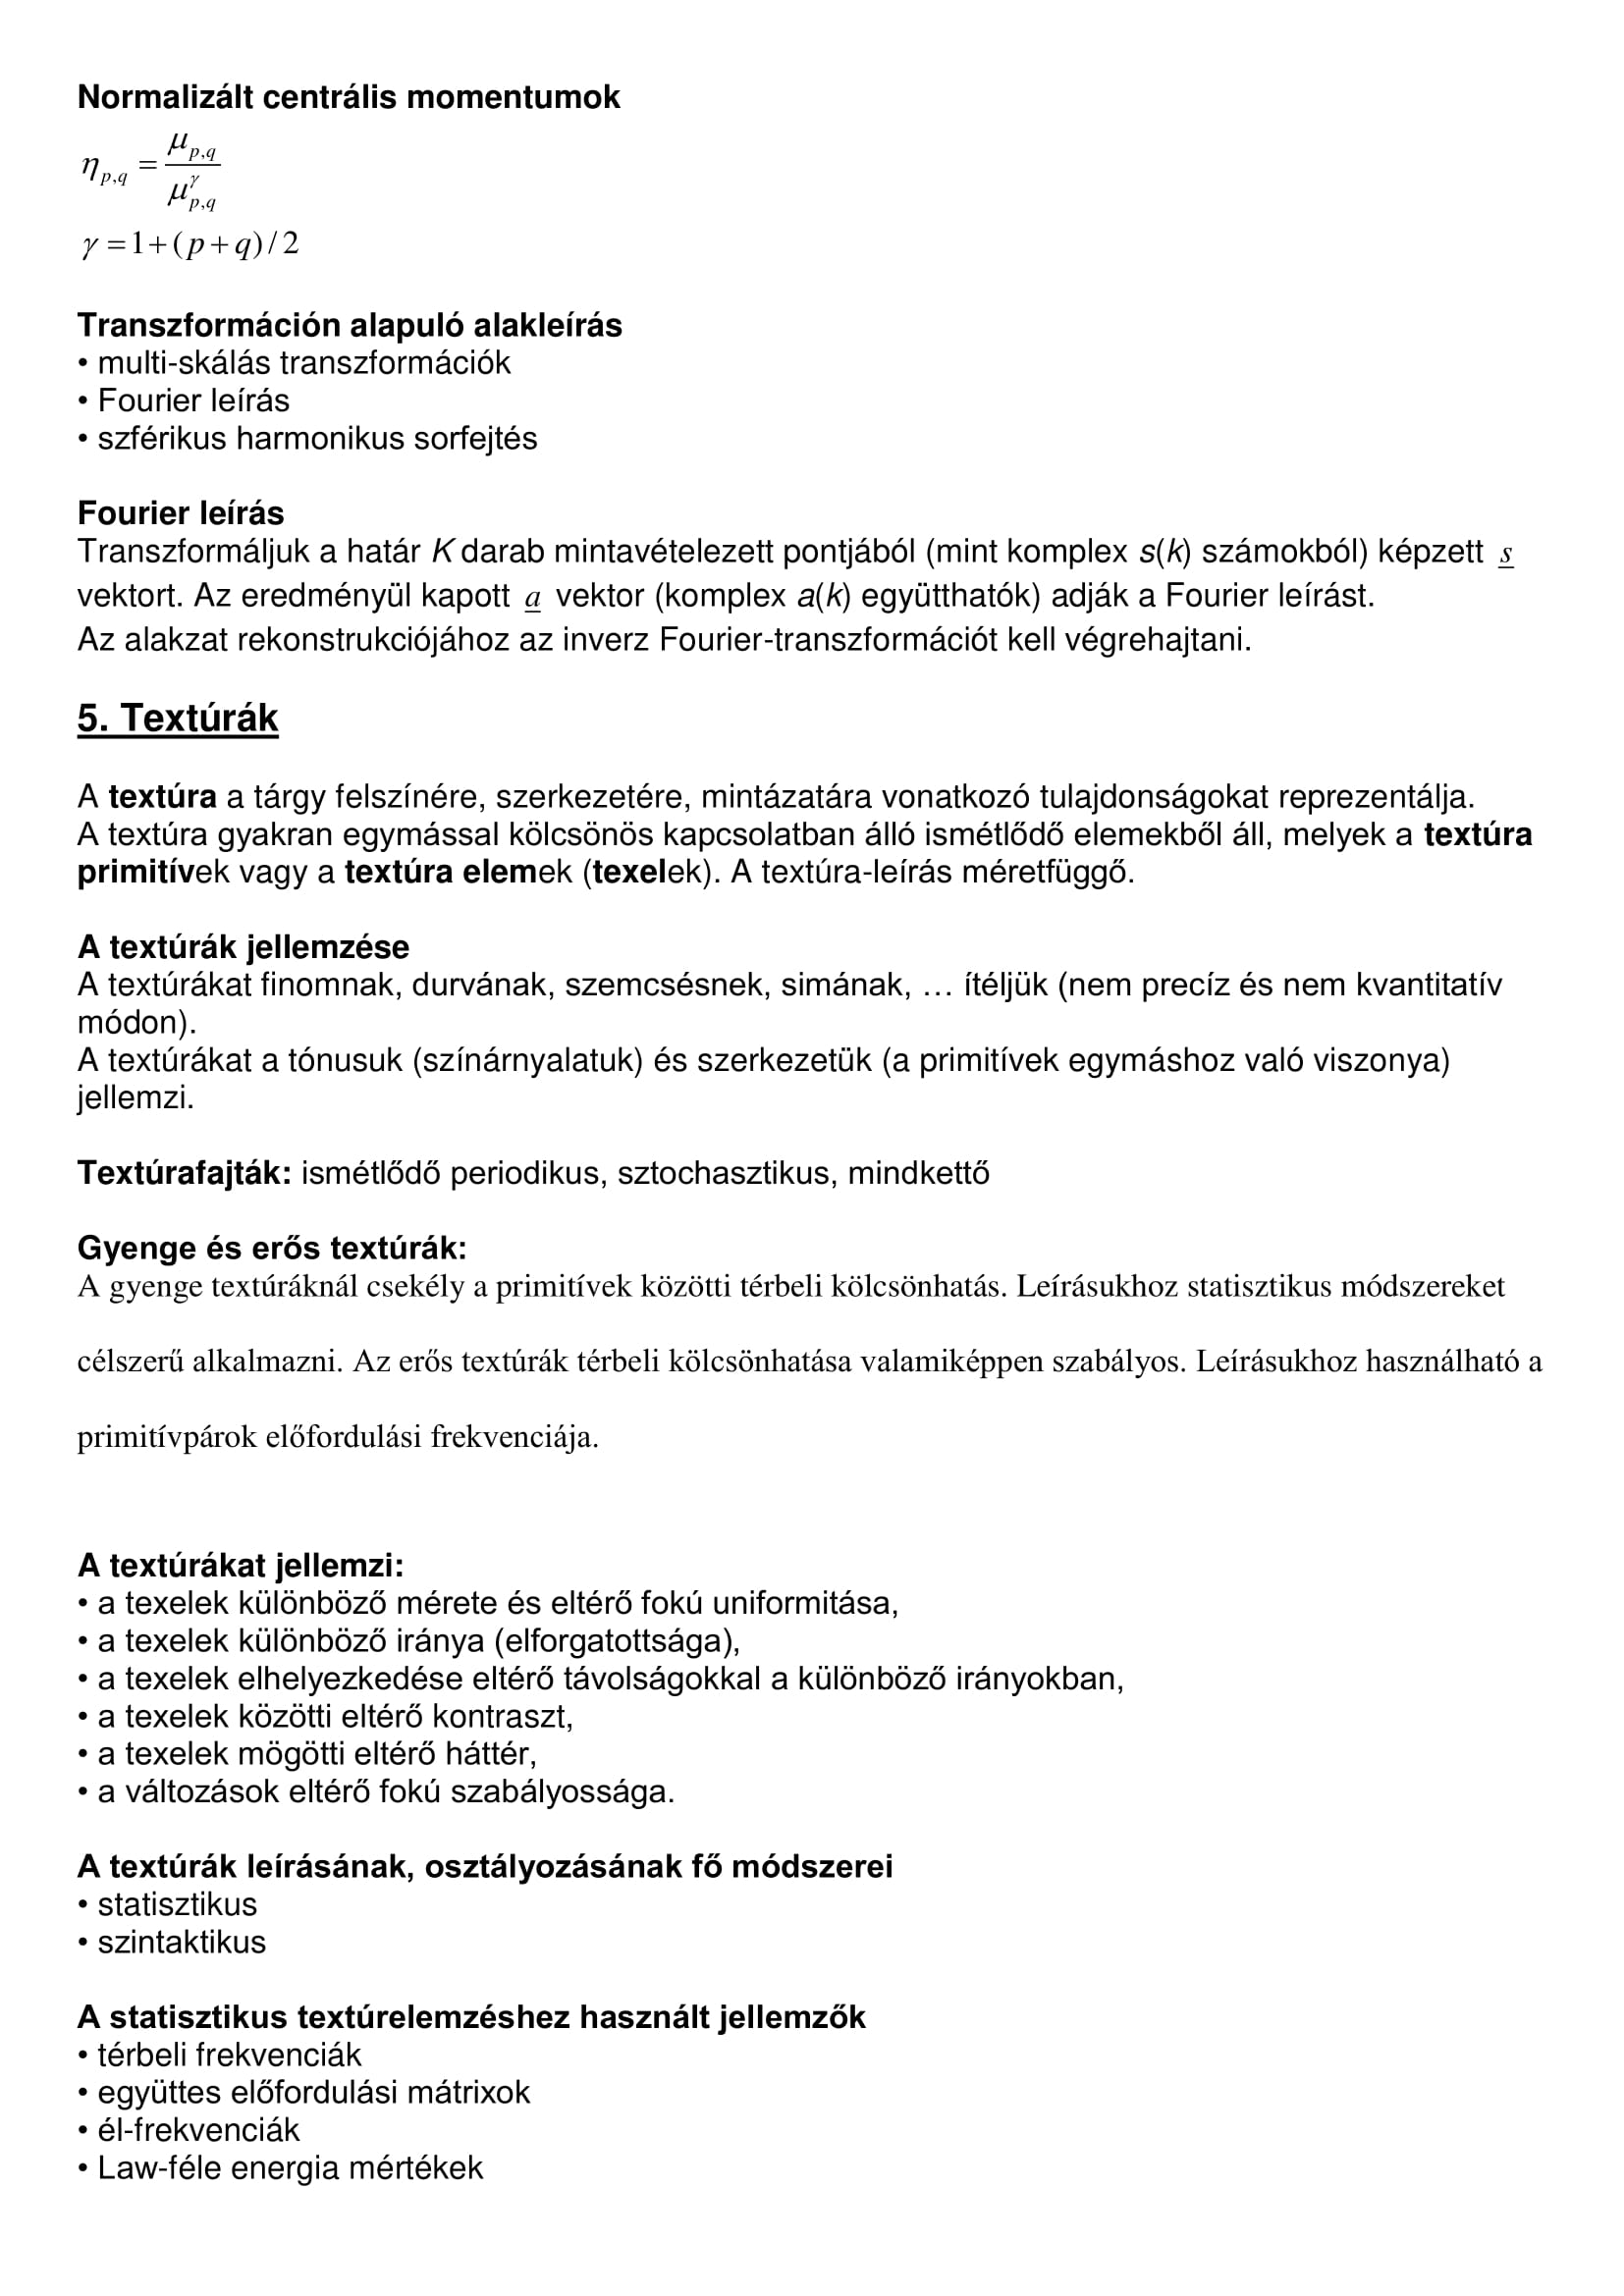 Normalizált centrális momentumok
η p,q = μ p,q / μ^γ p,q
γ = 1 + ( p + q) / 2
Transzformáción alapuló alakleírás
• multi-skálás transzformációk
• Fourier leírás
• szférikus harmonikus sorfejtés
Fourier leírás
Transzformáljuk a határ K darab mintavételezett pontjából (mint komplex s(k) számokból) képzett s
vektort. Az eredményül kapott a vektor (komplex a(k) együtthatók) adják a Fourier leírást.
Az alakzat rekonstrukciójához az inverz Fourier-transzformációt kell végrehajtani.
5. Textúrák
A textúra a tárgy felszínére, szerkezetére, mintázatára vonatkozó tulajdonságokat reprezentálja.
A textúra gyakran egymással kölcsönös kapcsolatban álló ismétlődő elemekből áll, melyek a textúra
primitívek vagy a textúra elemek (texelek). A textúra-leírás méretfüggő.
A textúrák jellemzése
A textúrákat finomnak, durvának, szemcsésnek, simának, … ítéljük (nem precíz és nem kvantitatív
módon).
A textúrákat a tónusuk (színárnyalatuk) és szerkezetük (a primitívek egymáshoz való viszonya)
jellemzi.
Textúrafajták: ismétlődő periodikus, sztochasztikus, mindkettő
Gyenge és erős textúrák:
A gyenge textúráknál csekély a primitívek közötti térbeli kölcsönhatás. Leírásukhoz statisztikus módszereket
célszerű alkalmazni. Az erős textúrák térbeli kölcsönhatása valamiképpen szabályos. Leírásukhoz használható a
primitívpárok előfordulási frekvenciája.
A textúrákat jellemzi:
• a texelek különböző mérete és eltérő fokú uniformitása,
• a texelek különböző iránya (elforgatottsága),
• a texelek elhelyezkedése eltérő távolságokkal a különböző irányokban,
• a texelek közötti eltérő kontraszt,
• a texelek mögötti eltérő háttér,
• a változások eltérő fokú szabályossága.
A textúrák leírásának, osztályozásának fő módszerei
• statisztikus
• szintaktikus
A statisztikus textúrelemzéshez használt jellemzők
• térbeli frekvenciák
• együttes előfordulási mátrixok
• él-frekvenciák
• Law-féle energia mértékek